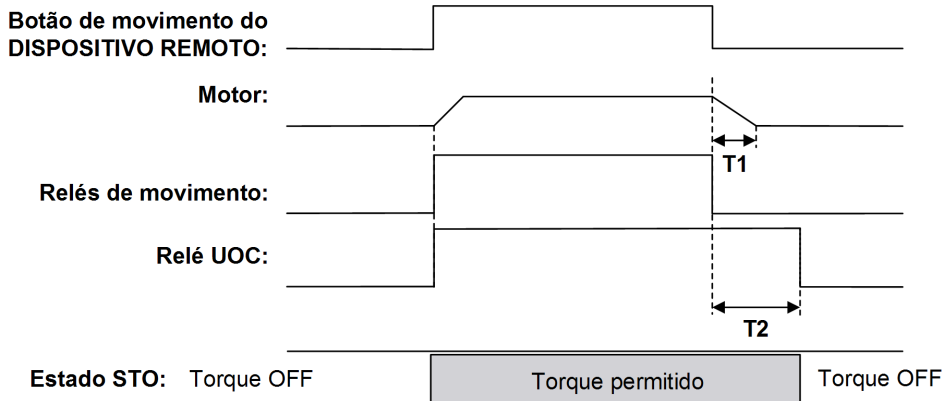 Botão de movimento do
DISPOSITIVO REMOTO:
Motor:
T1
Relés de movimento:
Relé UOC:
T2
Estado STO: Torque OFF Torque permitido Torque OFF